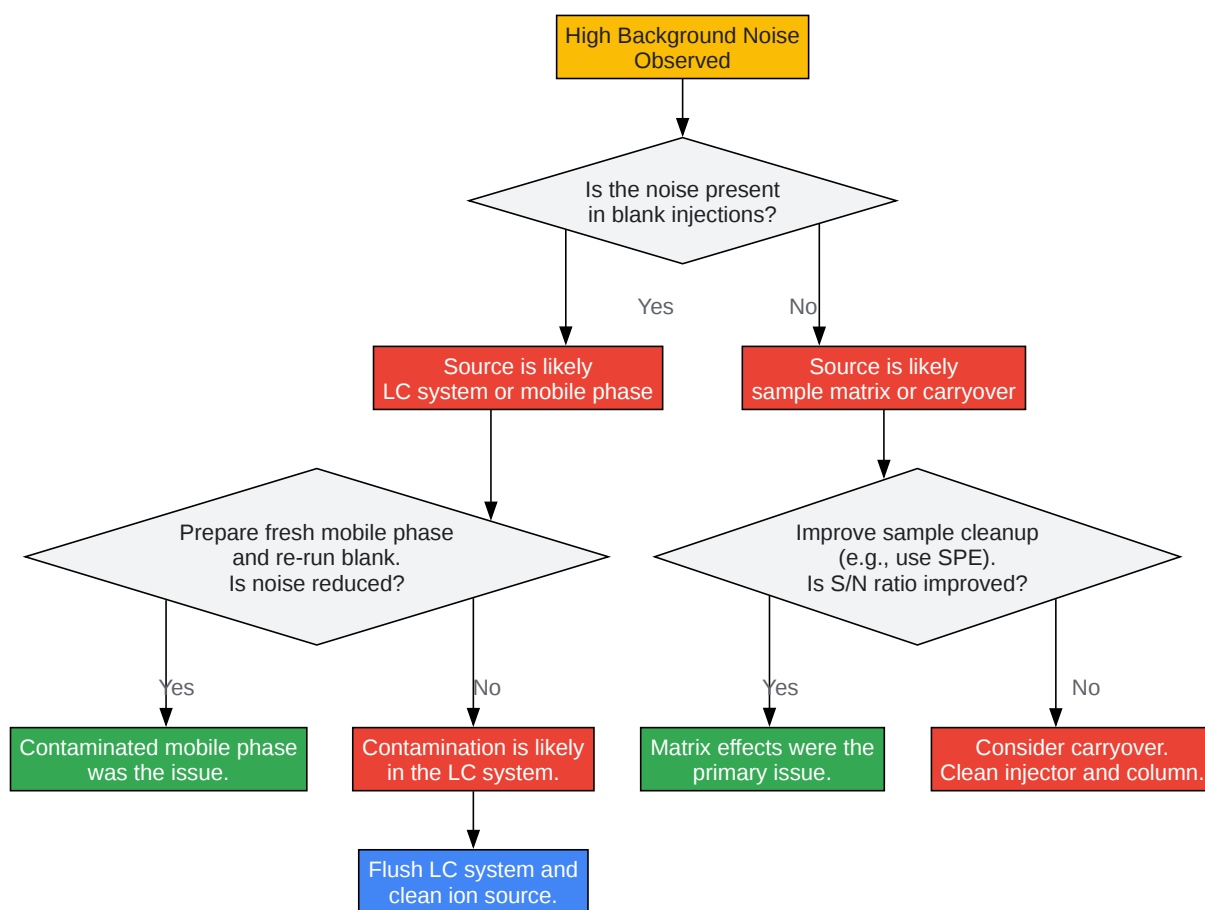 High Background Noise
Observed
Is the noise present
in blank injections?
Yes
No
Source is likely
LC system or mobile phase
Source is likely
sample matrix or carryover
Prepare fresh mobile phase
and re-run blank.
Is noise reduced?
Improve sample cleanup
(e.g., use SPE).
Is S/N ratio improved?
Yes
No
Yes
No
Contaminated mobile phase
was the issue.
Contamination is likely
in the LC system.
Matrix effects were the
primary issue.
Consider carryover.
Clean injector and column.
Flush LC system and
clean ion source.